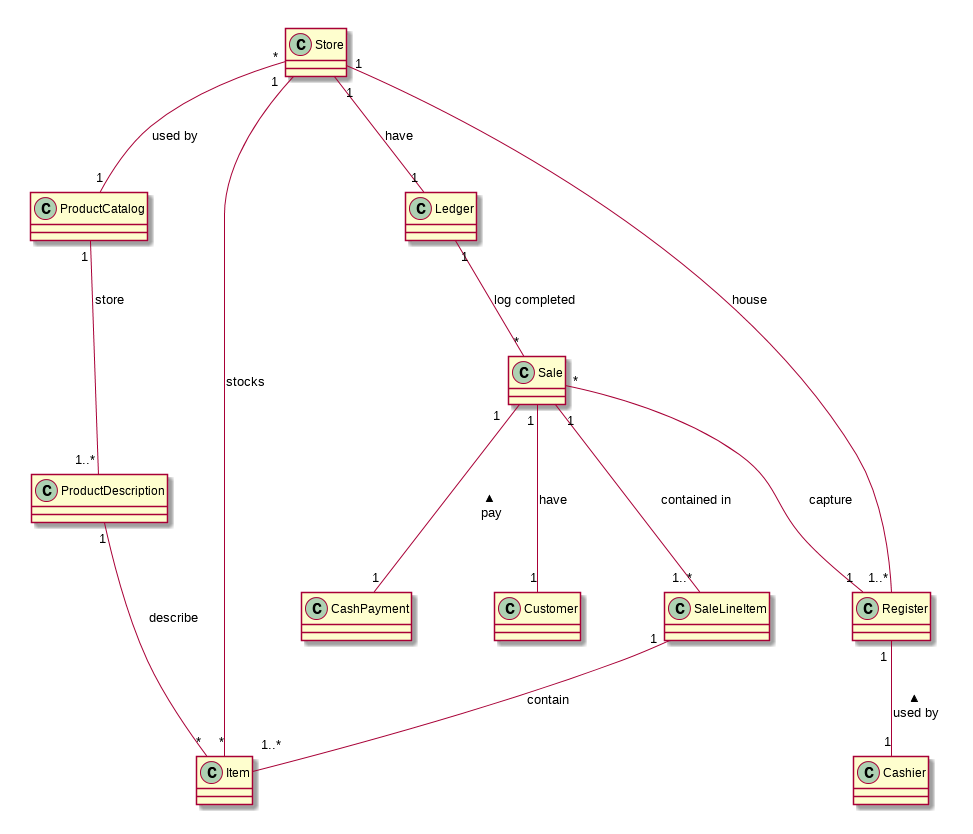 C Store
*
1
1
1
used by
have
1
1
C ProductCatalog
C Ledger
1
1
store
log completed
house
*
C Sale
*
stocks
1
1
1
1..*
C ProductDescription
▲
pay
have
contained in
capture
1
1
1
1..*
1
1..*
describe
C CashPayment
C Customer
C SaleLineItem
C Register
1
1
contain
▲
used by
*
*
1..*
1
C Item
C Cashier